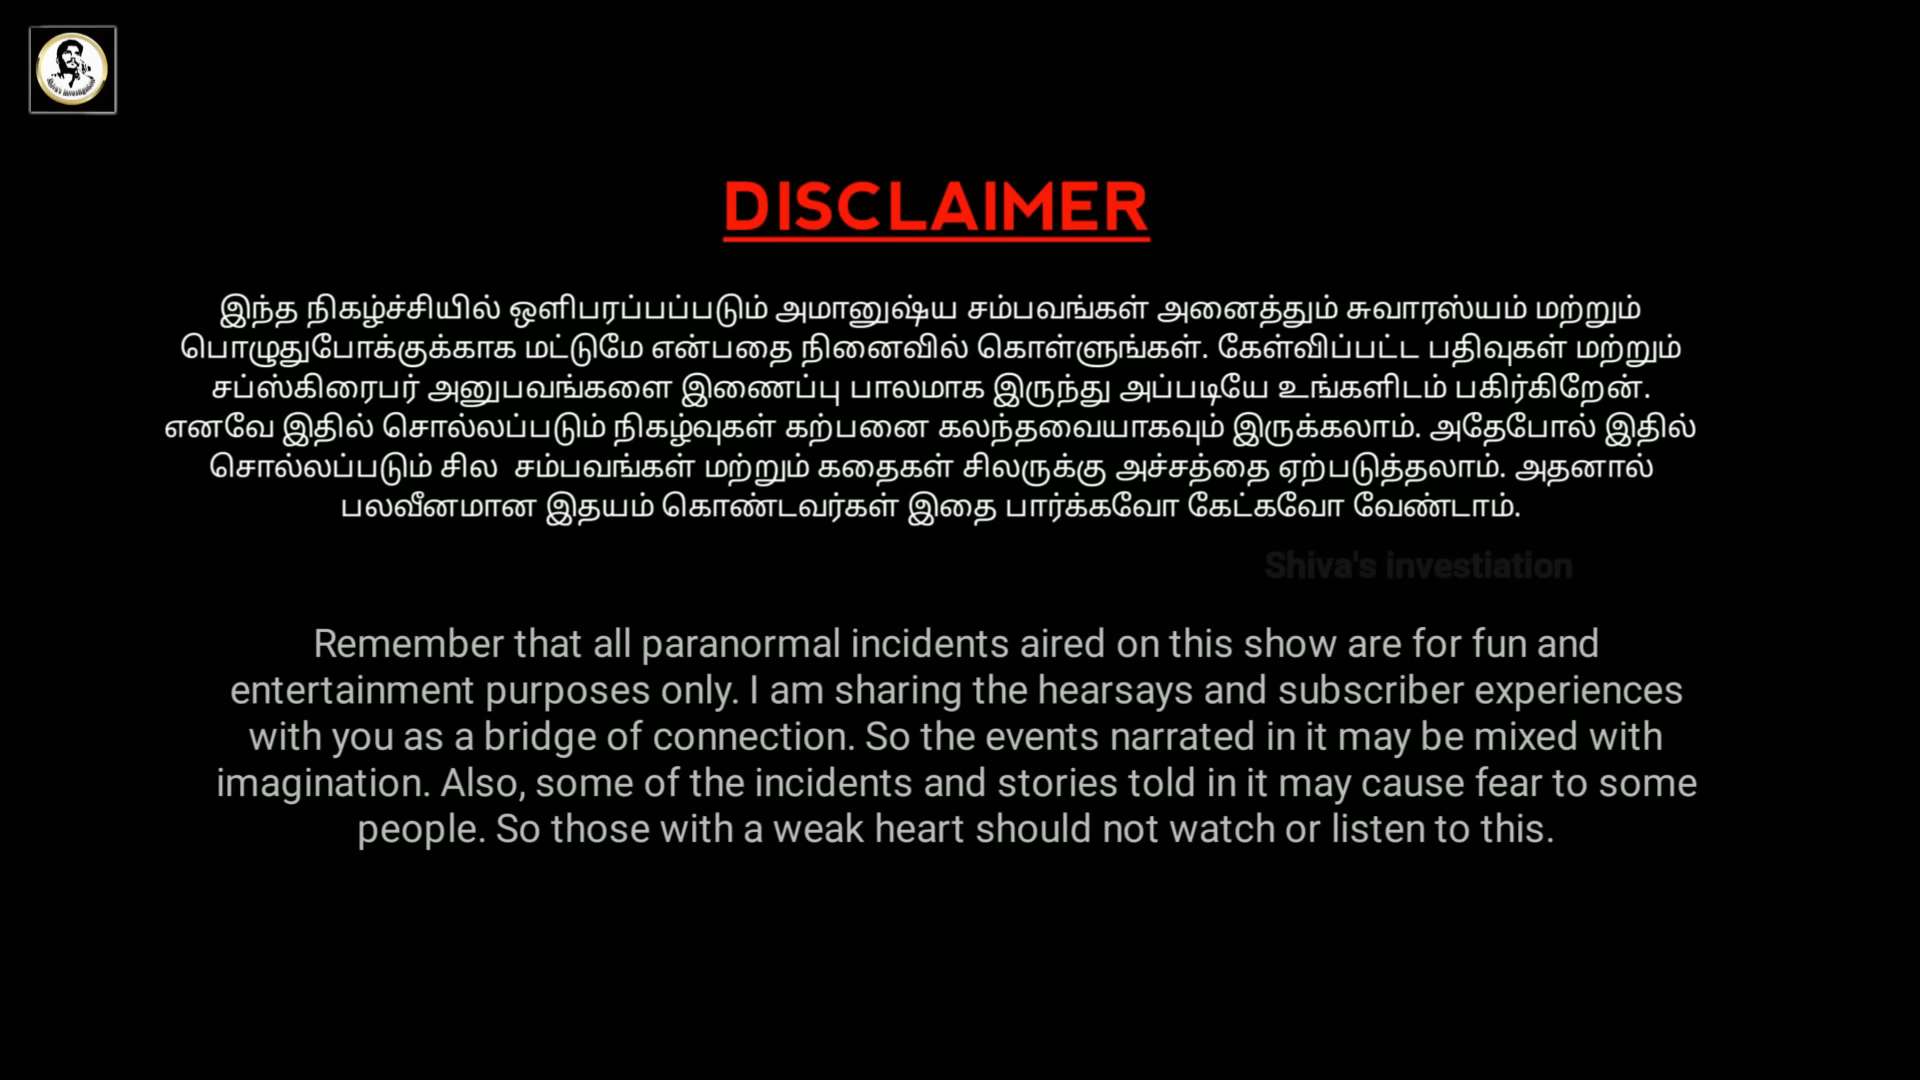 Shiva's investigation
DISCLAIMER
இந்த நிகழ்ச்சியில் ஒளிபரப்பப்படும் அமானுஷ்ய சம்பவங்கள் அனைத்தும் சுவாரஸ்யம் மற்றும்
பொழுதுபோக்குக்காக மட்டுமே என்பதை நினைவில் கொள்ளுங்கள். கேள்விப்பட்ட பதிவுகள் மற்றும்
சப்ஸ்கிரைபர் அனுபவங்களை இணைப்பு பாலமாக இருந்து அப்படியே உங்களிடம் பகிர்கிறேன்.
எனவே இதில் சொல்லப்படும் நிகழ்வுகள் கற்பனை கலந்தவையாகவும் இருக்கலாம். அதேபோல் இதில்
சொல்லப்படும் சில  சம்பவங்கள் மற்றும் கதைகள் சிலருக்கு அச்சத்தை ஏற்படுத்தலாம். அதனால்
பலவீனமான இதயம் கொண்டவர்கள் இதை பார்க்கவோ கேட்கவோ வேண்டாம்.
Shiva's investiation
Remember that all paranormal incidents aired on this show are for fun and
entertainment purposes only. I am sharing the hearsays and subscriber experiences
with you as a bridge of connection. So the events narrated in it may be mixed with
imagination. Also, some of the incidents and stories told in it may cause fear to some
people. So those with a weak heart should not watch or listen to this.